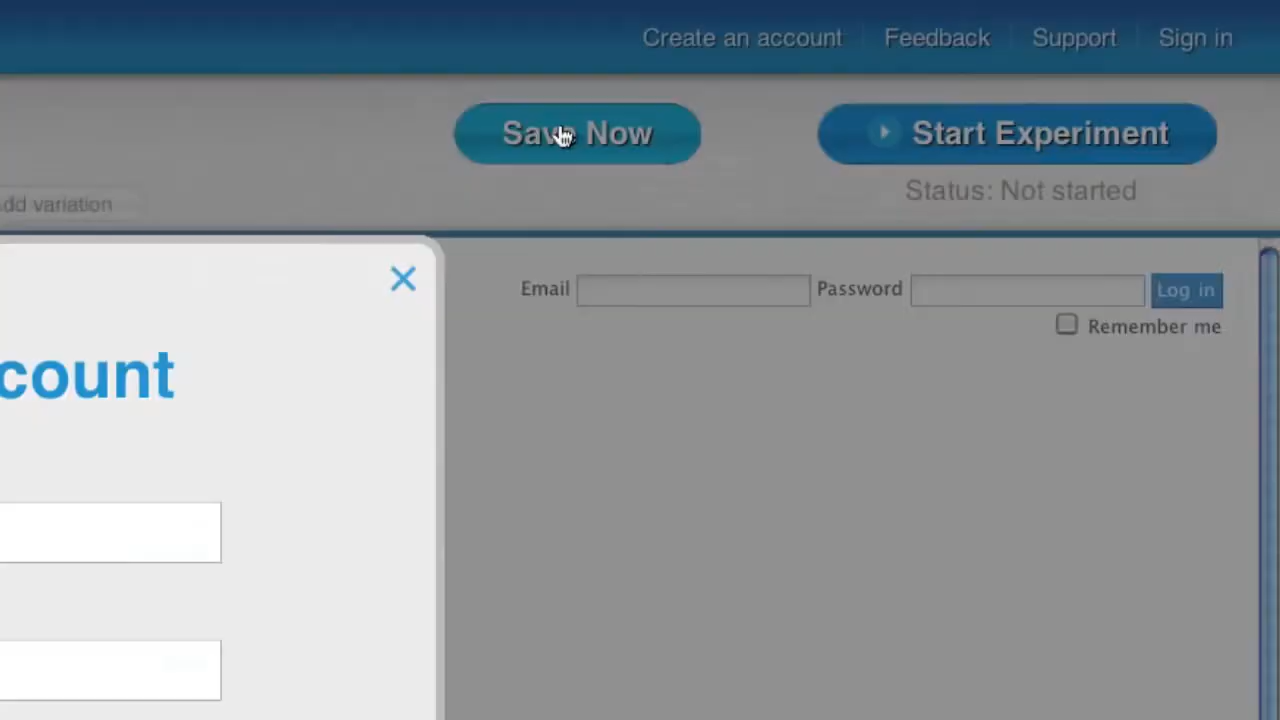 Create an account Feedback Support Sign in
Save Now Start Experiment
Status: Not started
dd variation
Email Password Log in
Remember me
count